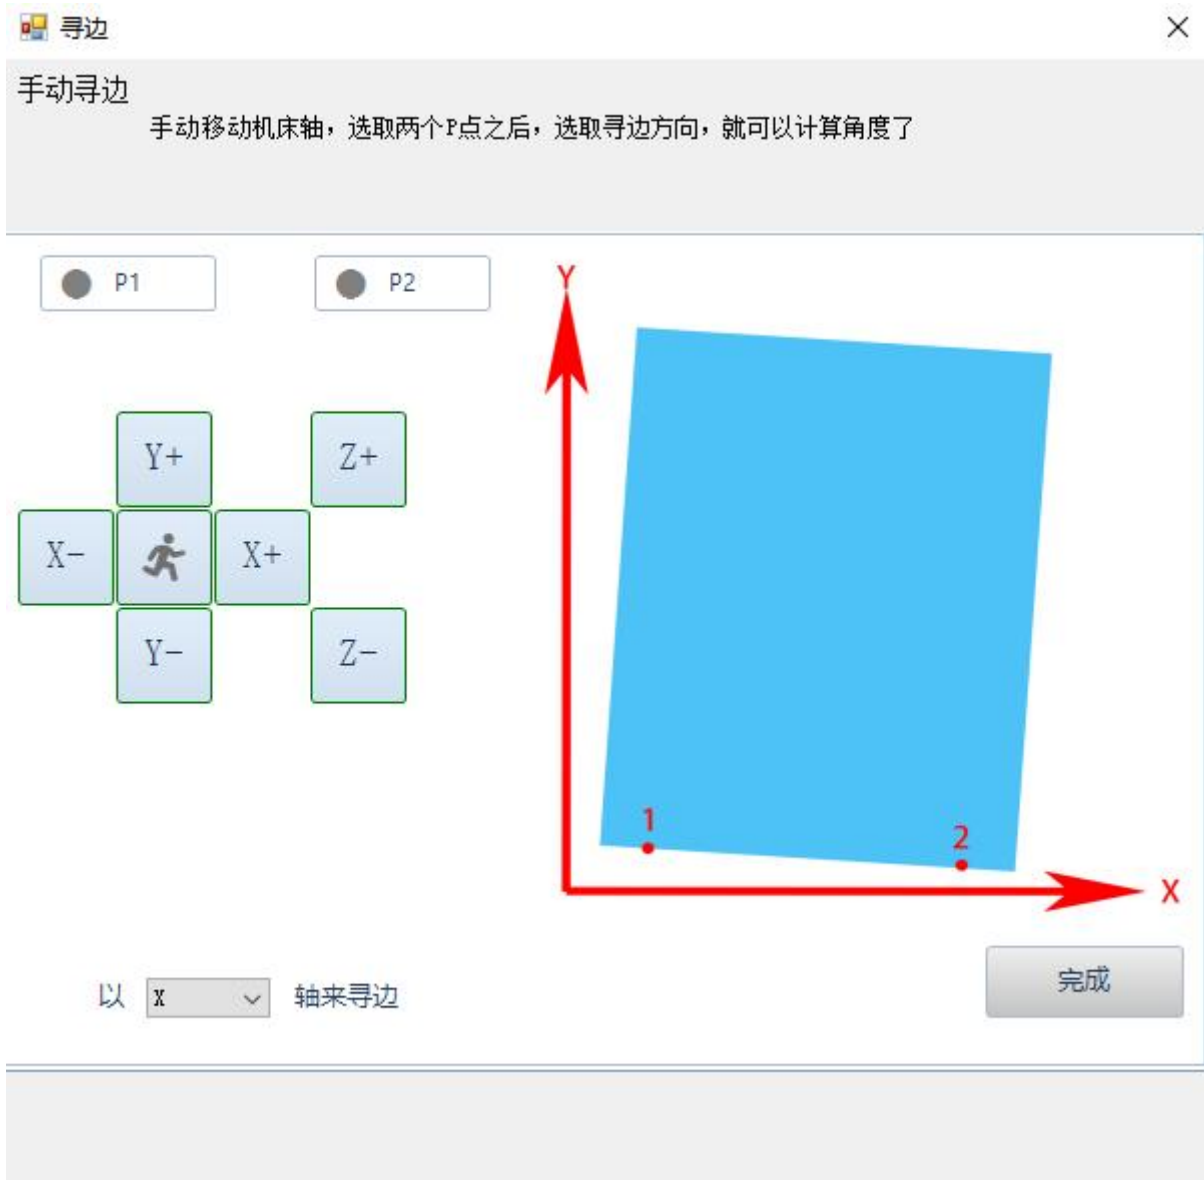 寻边
手动寻边
手动移动机床轴，选取两个P点之后，选取寻边方向，就可以计算角度了
P1
P2
Y
Y+
Z+
X-
X+
Y-
Z-
1
2
X
以 X 轴来寻边
完成